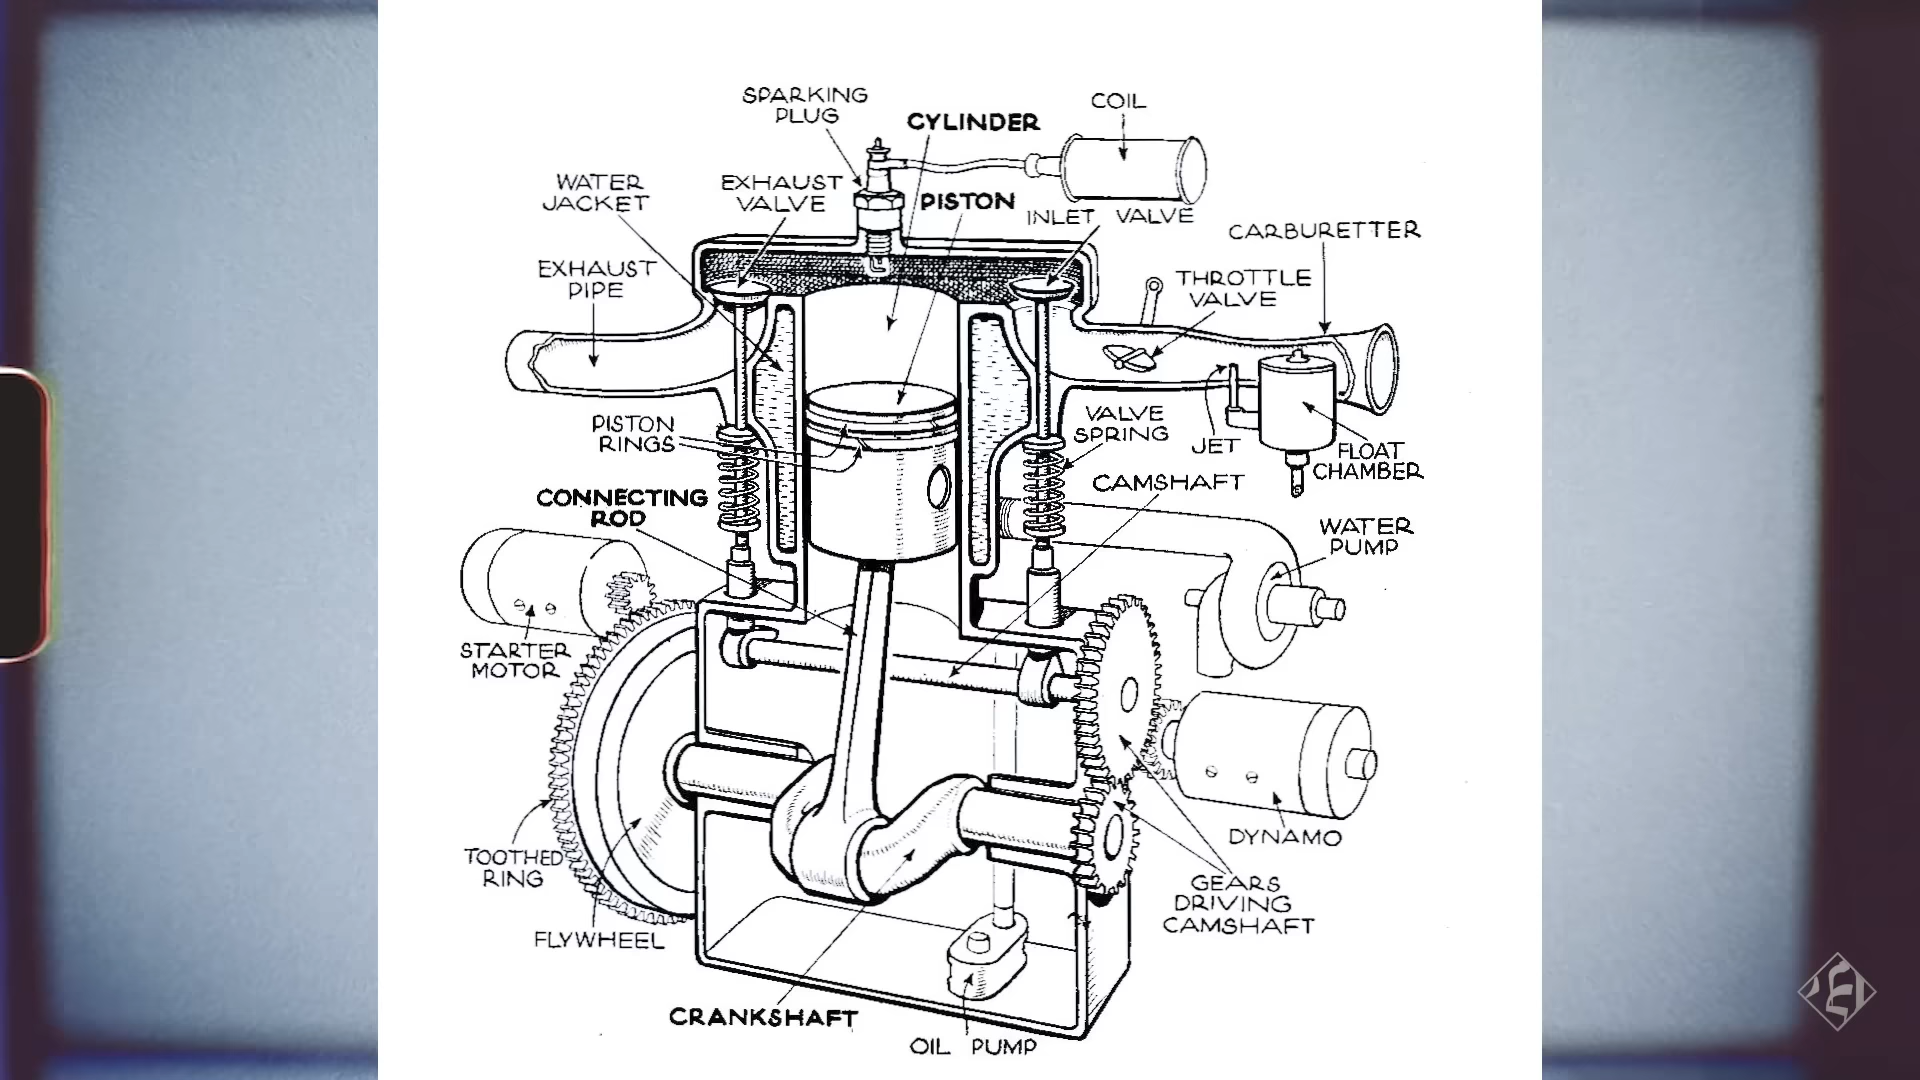 SPARKING
PLUG
CYLINDER
COIL
WATER
JACKET
EXHAUST
VALVE
PISTON
INLET VALVE
CARBURETTER
EXHAUST
PIPE
THROTTLE
VALVE
PISTON
RINGS
VALVE
SPRING
JET
FLOAT
CHAMBER
CONNECTING
ROD
CAMSHAFT
WATER
PUMP
STARTER
MOTOR
DYNAMO
TOOTHED
RING
GEARS
DRIVING
CAMSHAFT
FLYWHEEL
CRANKSHAFT
OIL PUMP